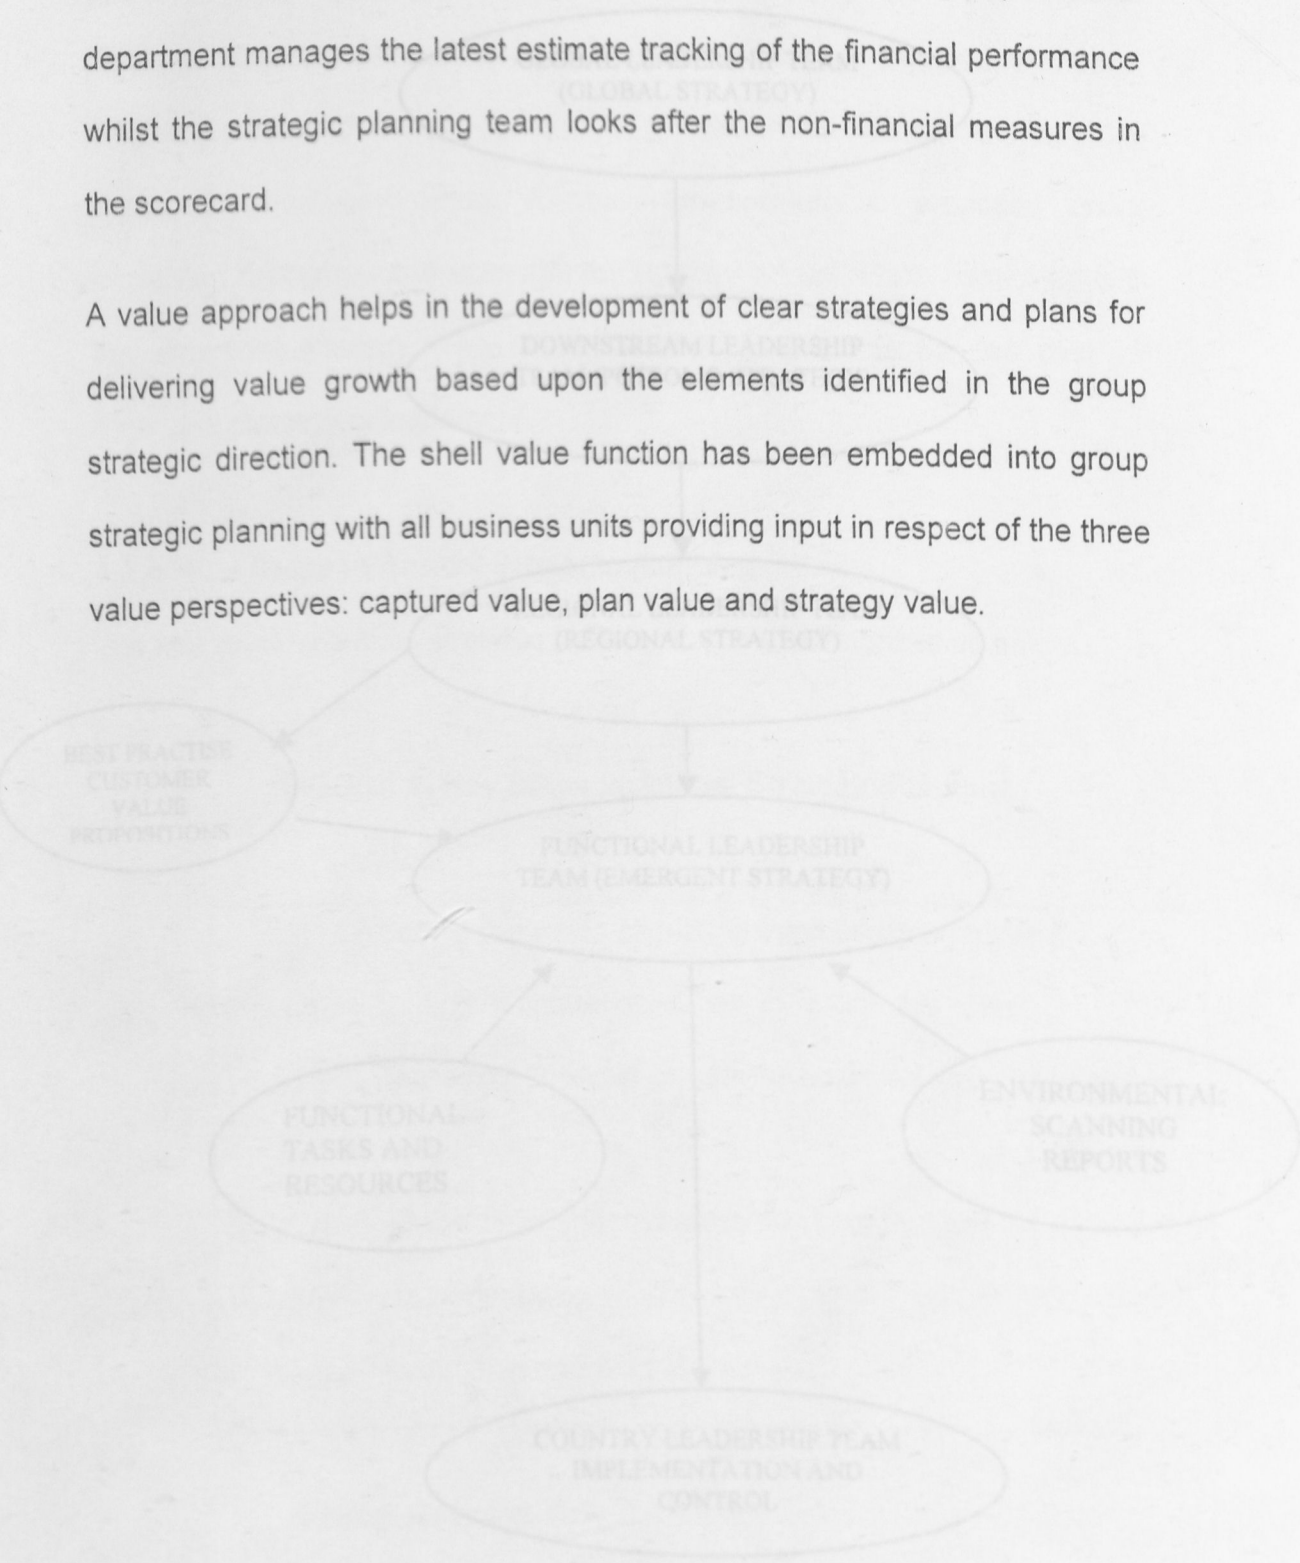 department manages the latest estimate tracking of the financial performance
whilst the strategic planning team looks after the non-financial measures in
the scorecard.
A value approach helps in the development of clear strategies and plans for
delivering value growth based upon the elements identified in the group
strategic direction. The shell value function has been embedded into group
strategic planning with all business units providing input in respect of the three
value perspectives: captured value, plan value and strategy value.
(GLOBAL STRATEGY)
DOWNSTREAM LEADERSHIP
(REGIONAL STRATEGY)
BEST PRACTISE
CUSTOMER
VALUE
PROPOSITIONS
FUNCTIONAL LEADERSHIP
TEAM (EMERGENT STRATEGY)
FUNCTIONAL
TASKS AND
RESOURCES
ENVIRONMENTAL
SCANNING
REPORTS
COUNTRY LEADERSHIP TEAM
IMPLEMENTATION AND
CONTROL